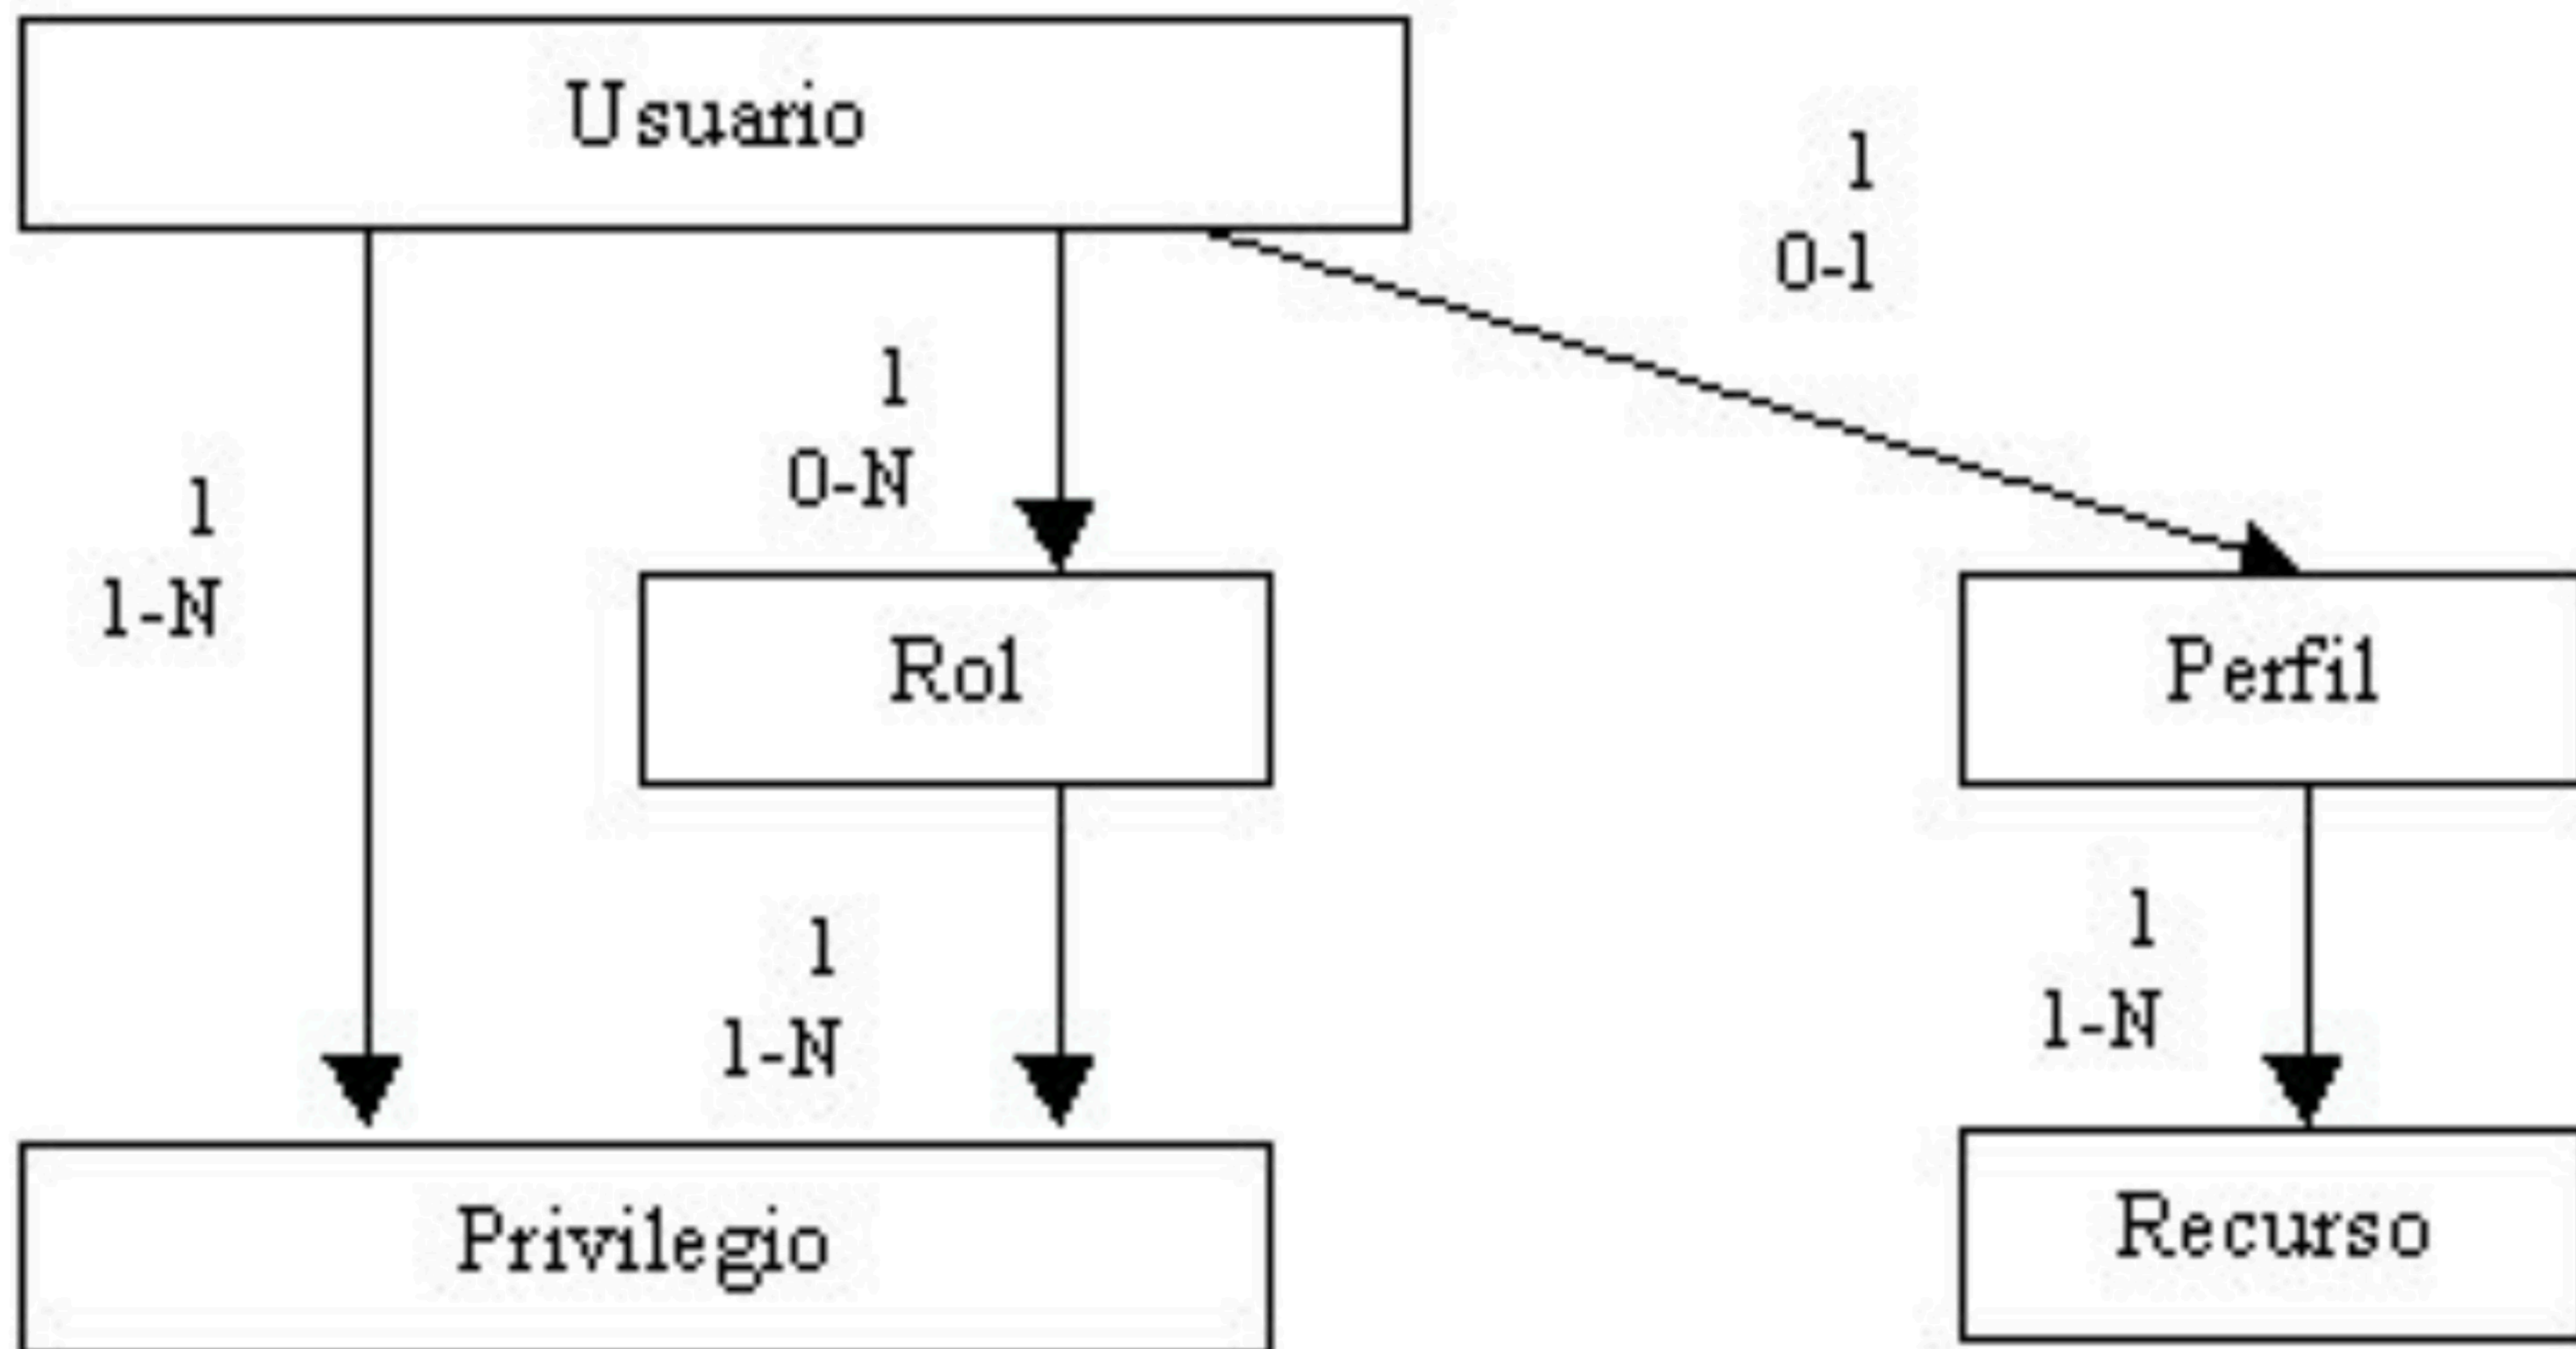 Usuario
1
0-1
1
0-N
1
1-N
Rol
Perfil
1
1-N
1
1-N
Privilegio
Recurso